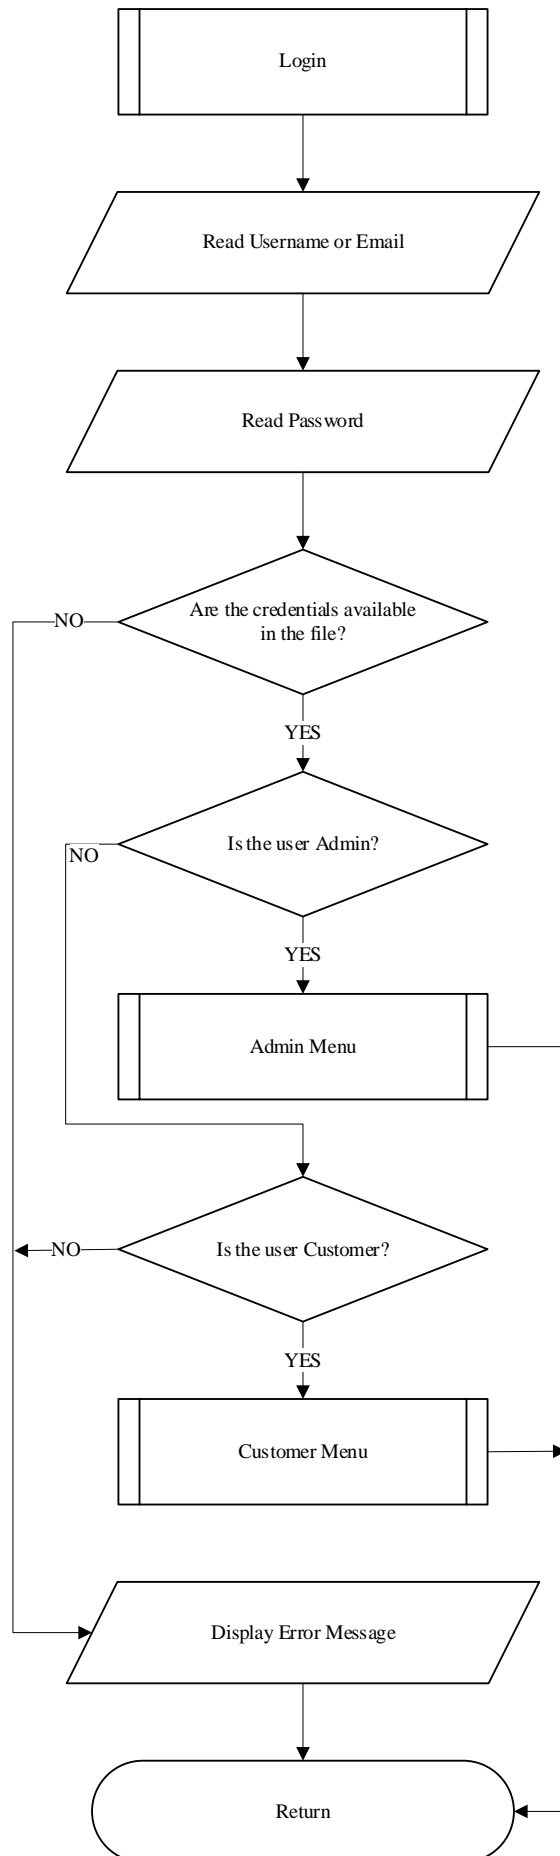 Login
Read Username or Email
Read Password
Are the credentials available
in the file?
NO
YES
Is the user Admin?
NO
YES
Admin Menu
Is the user Customer?
NO
YES
Customer Menu
Display Error Message
Return